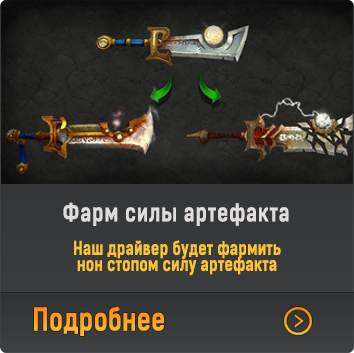 Фарм силы артефакта
Наш драйвер будет фармить
нон стопом силу артефакта
Подробнее